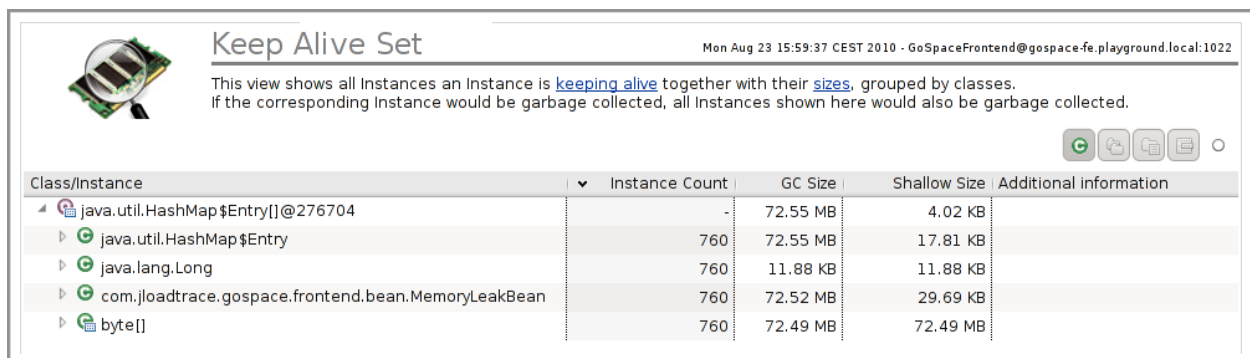 Keep Alive Set
Mon Aug 23 15:59:37 CEST 2010 - GoSpaceFrontend@gospace-fe.playground.local:1022
This view shows all Instances an Instance is keeping alive together with their sizes, grouped by classes.
If the corresponding Instance would be garbage collected, all Instances shown here would also be garbage collected.
Class/Instance Instance Count GC Size Shallow Size Additional information
java.util.HashMap$Entry[]@276704 - 72.55 MB 4.02 KB
java.util.HashMap$Entry 760 72.55 MB 17.81 KB
java.lang.Long 760 11.88 KB 11.88 KB
com.jloadtrace.gospace.frontend.bean.MemoryLeakBean 760 72.52 MB 29.69 KB
byte[] 760 72.49 MB 72.49 MB